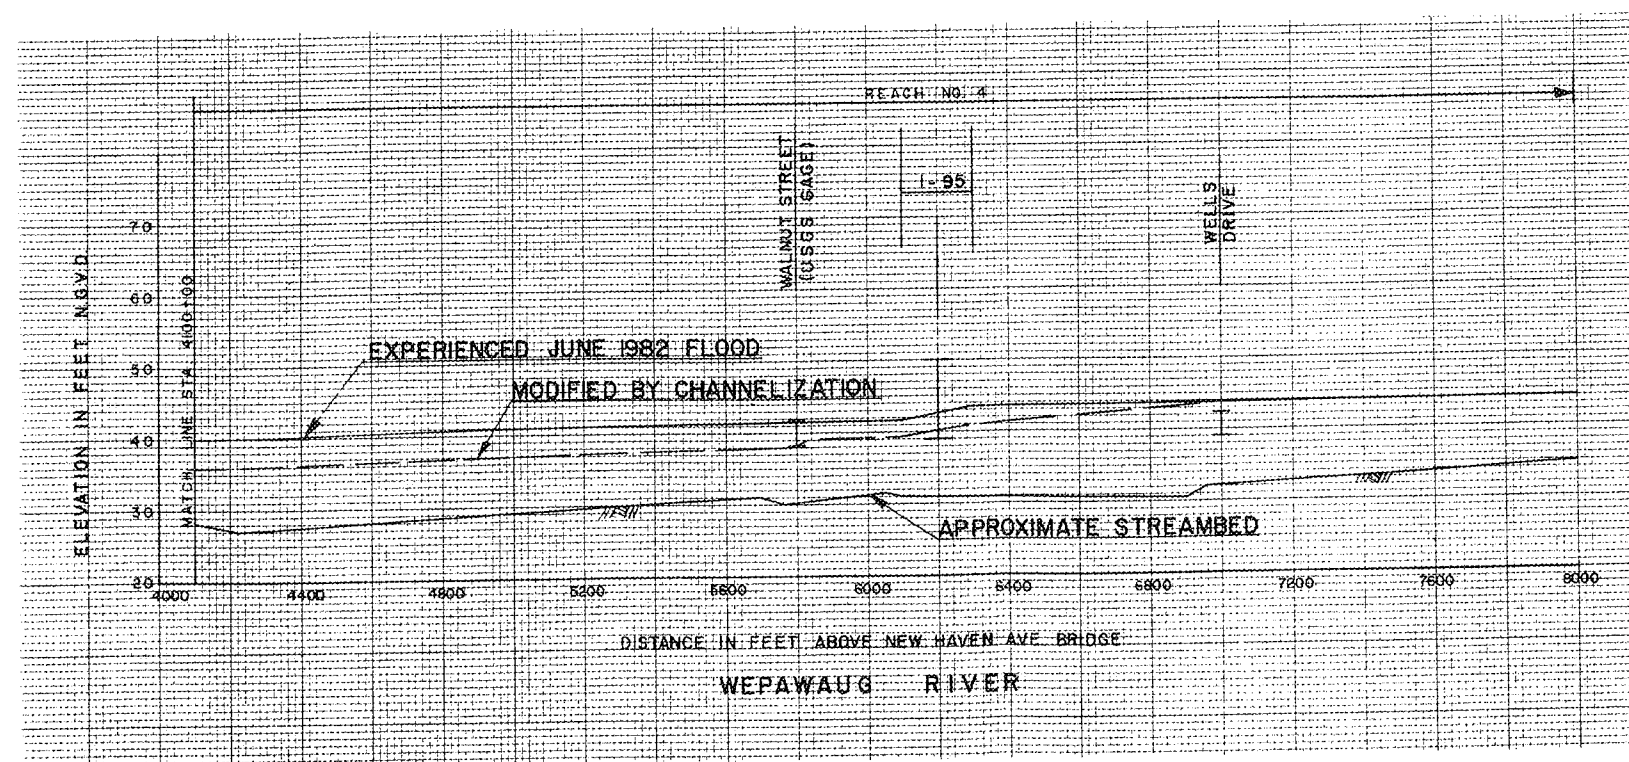 REACH NO. 4
WALNUT STREET
(USGS GAGE)
I-95
WELLS
DRIVE
ELEVATION IN FEET N.G.V.D.
70
60
50
40
30
20
MATCH LINE STA. 4100+00
EXPERIENCED JUNE 1982 FLOOD
MODIFIED BY CHANNELIZATION
APPROXIMATE STREAMBED
4000 4400 4800 5200 5600 6000 6400 6800 7200 7600 8000
DISTANCE IN FEET ABOVE NEW HAVEN AVE. BRIDGE
WEPAWAUG RIVER